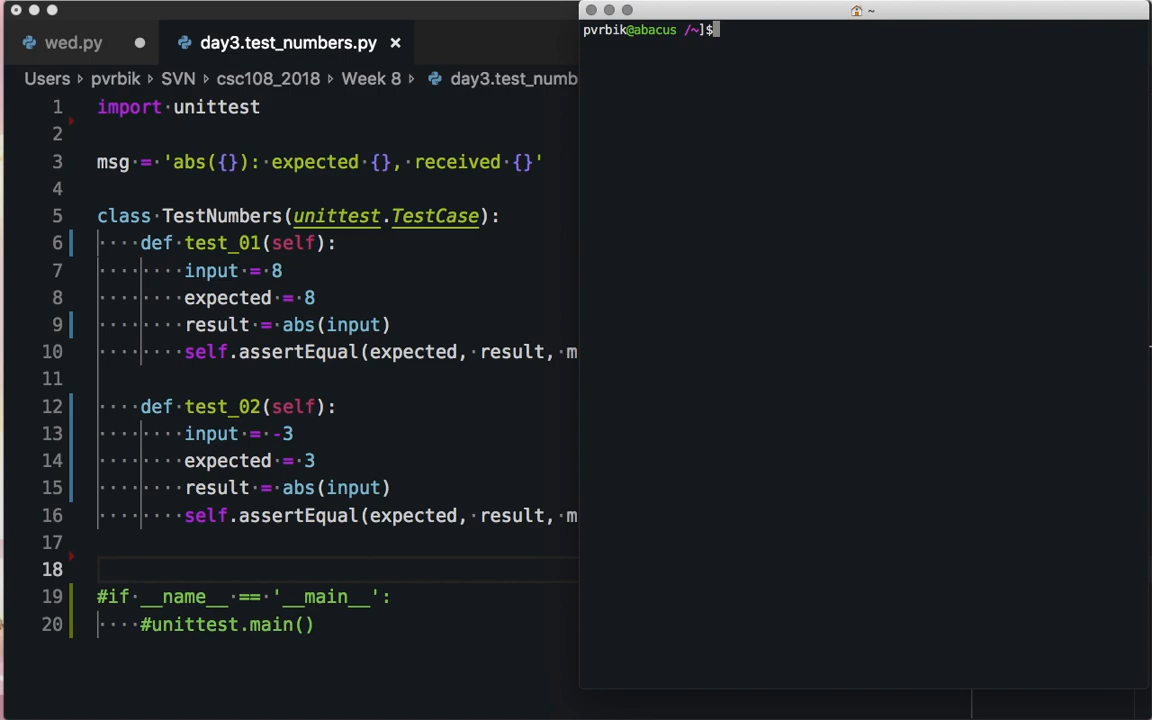 wed.py
day3.test_numbers.py
Users
pvrbik
SVN
csc108_2018
Week 8
day3.test_numb
1 import unittest
2
3 msg = 'abs({}): expected {}, received {}'
4
5 class TestNumbers(unittest.TestCase):
6 def test_01(self):
7 input = 8
8 expected = 8
9 result = abs(input)
10 self.assertEqual(expected, result, m
11
12 def test_02(self):
13 input = -3
14 expected = 3
15 result = abs(input)
16 self.assertEqual(expected, result, m
17
18
19 #if __name__ == '__main__':
20 #unittest.main()
~
pvrbik@abacus /~]$